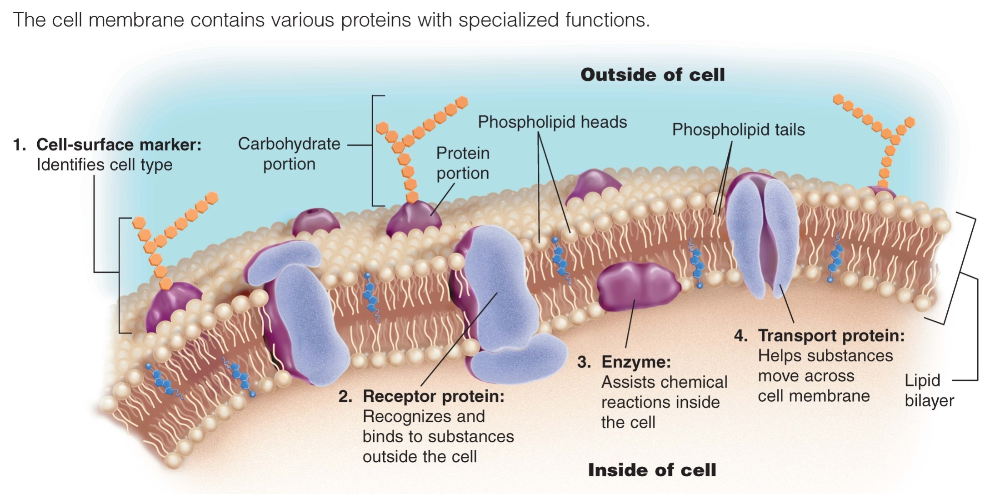 The cell membrane contains various proteins with specialized functions.
Outside of cell
1. Cell-surface marker:
Identifies cell type
Carbohydrate
portion
Protein
portion
Phospholipid heads
Phospholipid tails
2. Receptor protein:
Recognizes and
binds to substances
outside the cell
3. Enzyme:
Assists chemical
reactions inside
the cell
4. Transport protein:
Helps substances
move across
cell membrane
Lipid
bilayer
Inside of cell